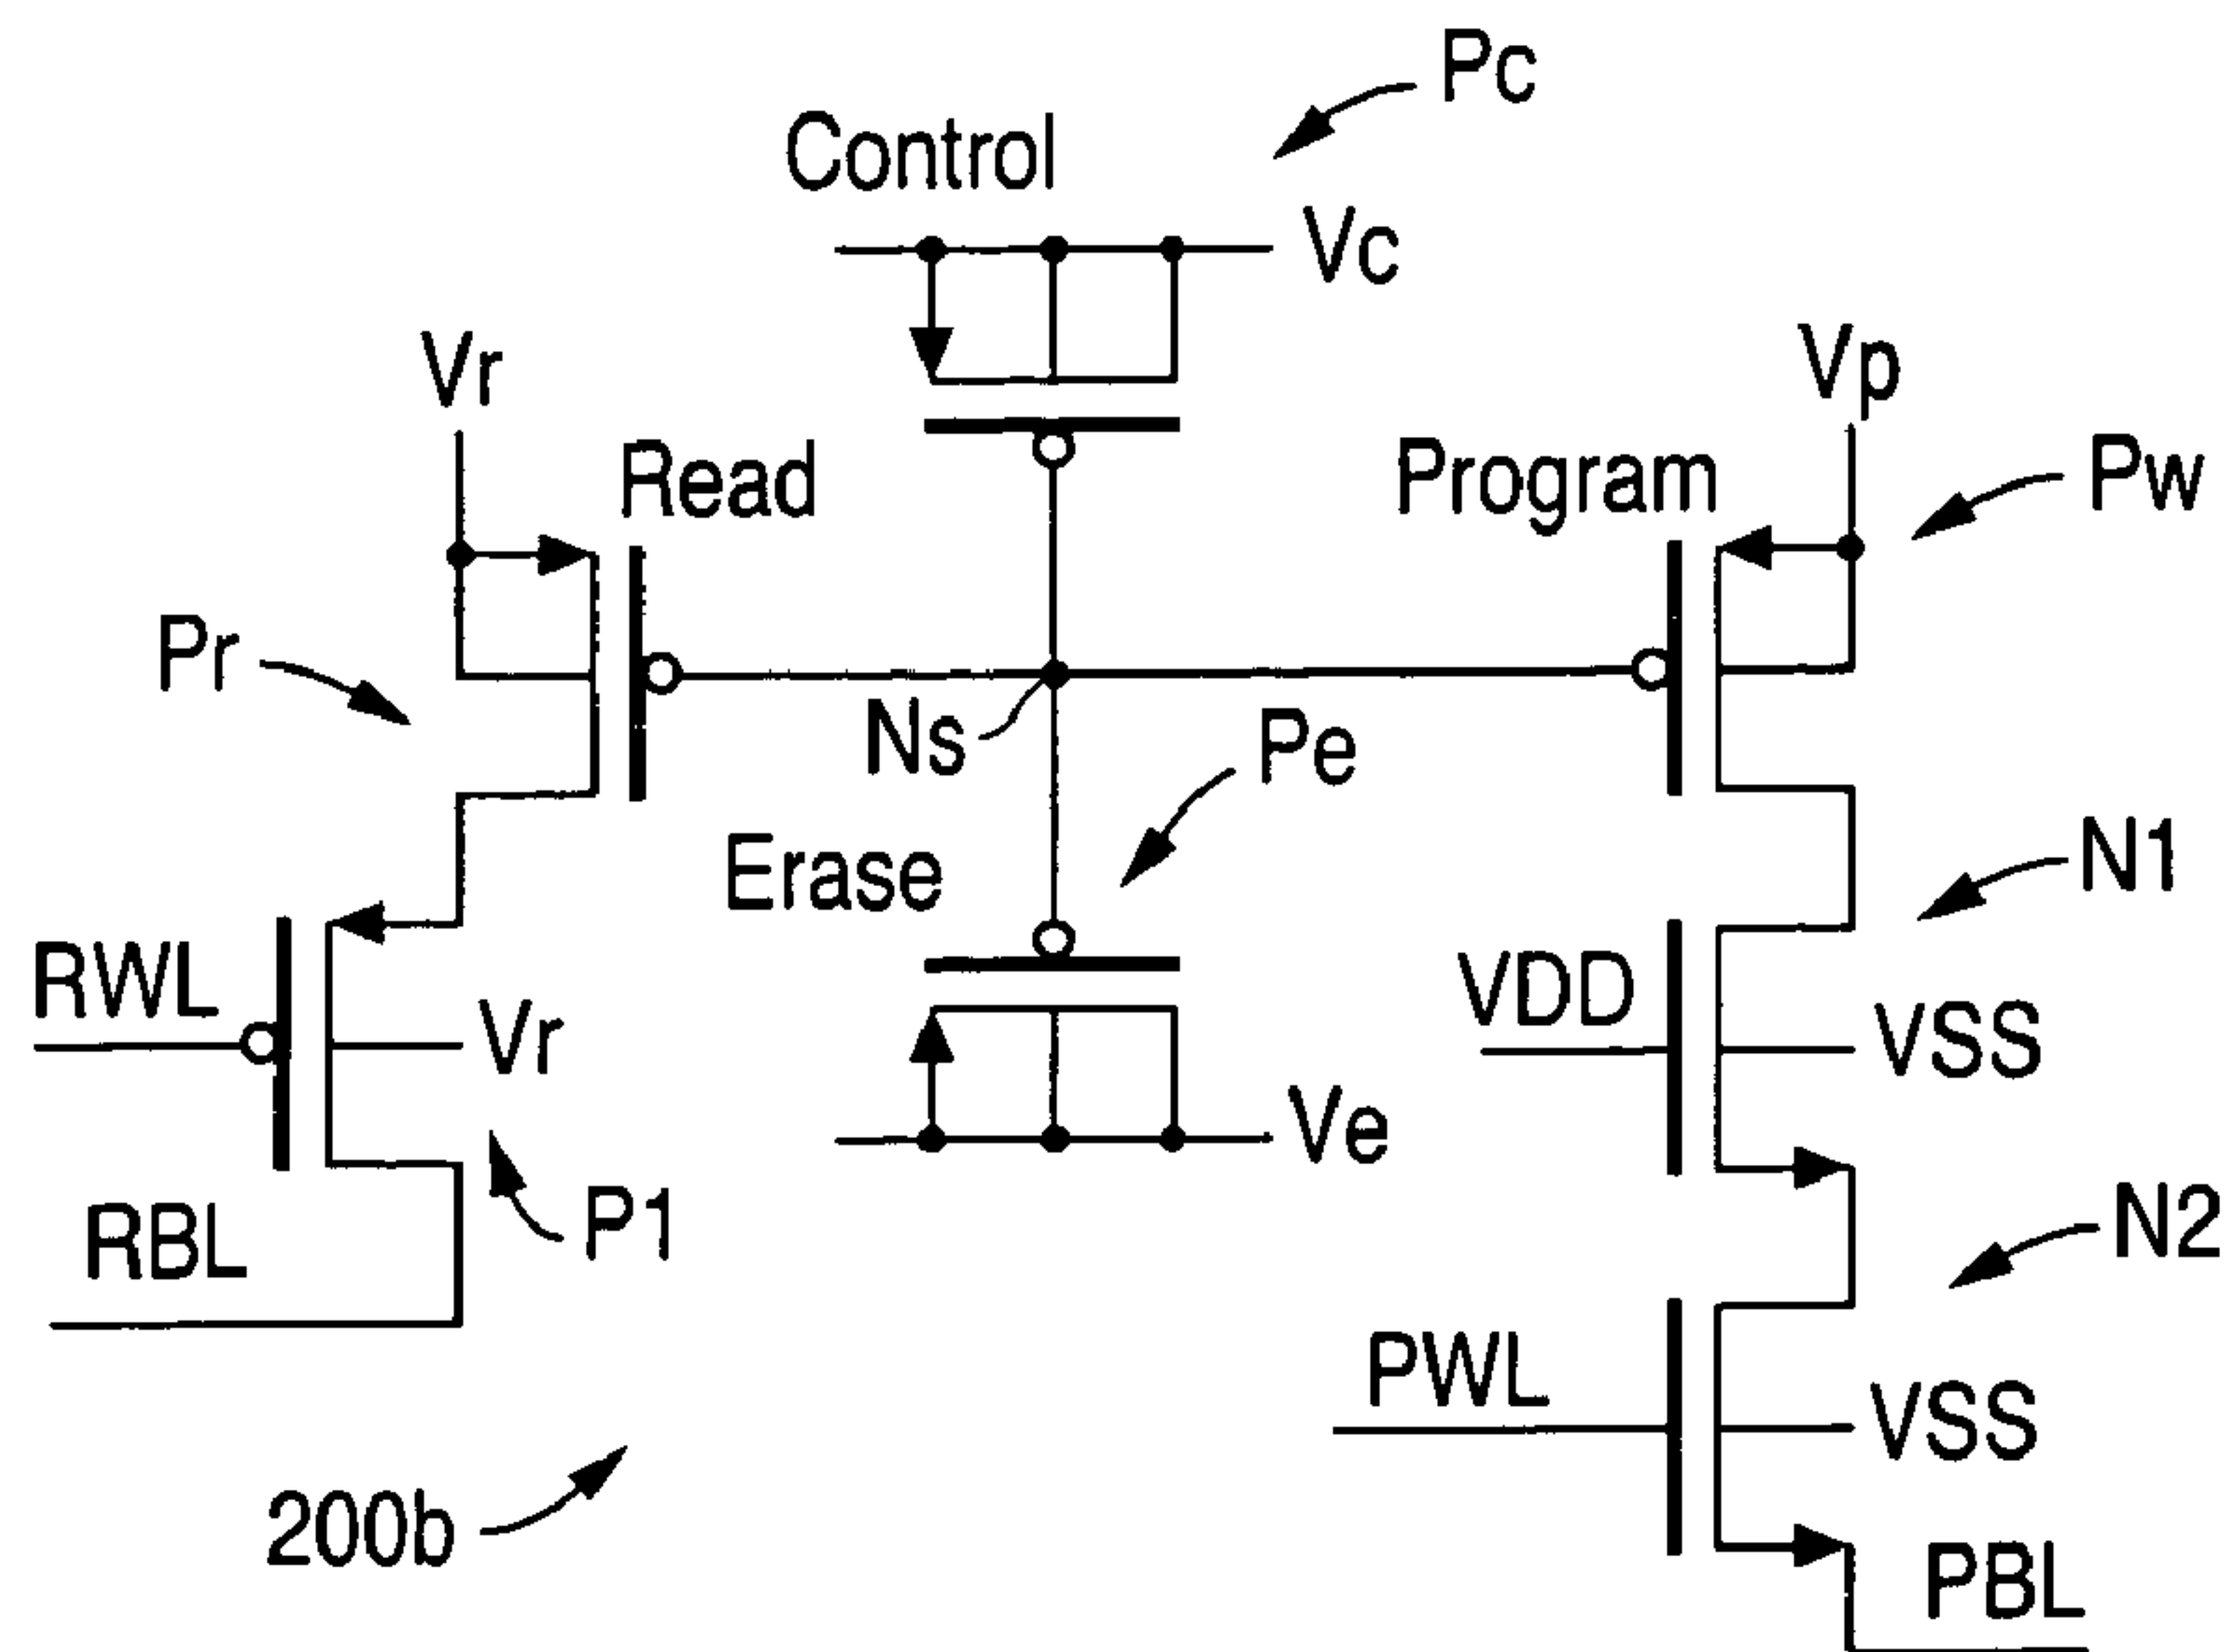 Pc
Control
Vc
Vr
Vp
Read
Program
Pw
Pr
Ns
Pe
Erase
N1
RWL
Vr
VDD
VSS
Ve
RBL
P1
N2
PWL
VSS
200b
PBL